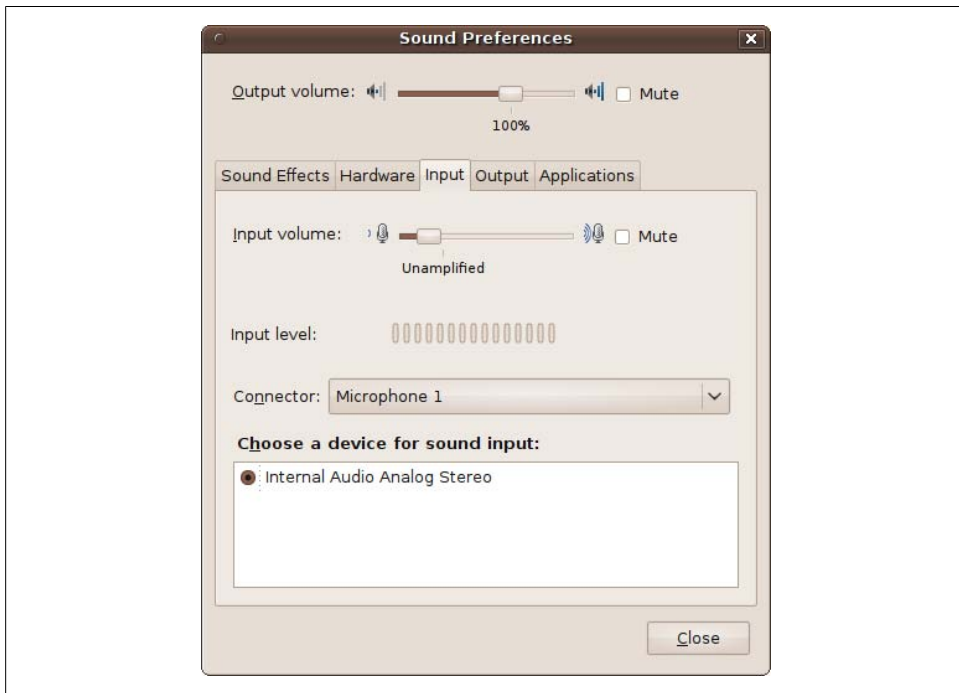 Sound Preferences
Output volume: Mute
100%
Sound Effects Hardware Input Output Applications
Input volume: Mute
Unamplified
Input level:
Connector: Microphone 1
Choose a device for sound input:
Internal Audio Analog Stereo
Close